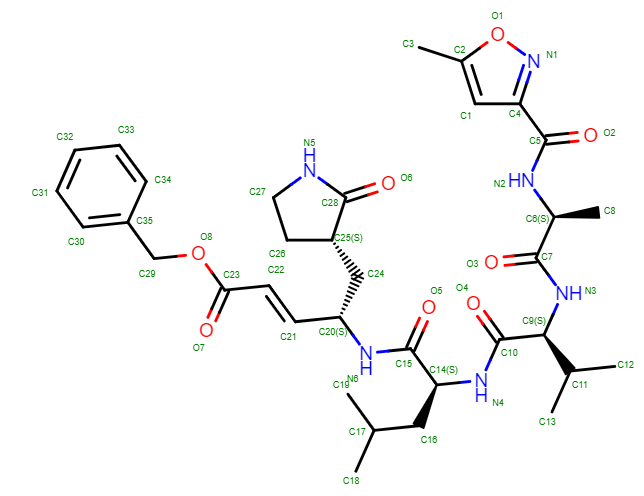 O1
O
C3
C2
N
N1
C32
C33
C1
C4
N5
H
N
C5
O
O2
C31
C34
O
O6
N2
HN
C30
C35
C27
C28
C6(S)
C8
O8
O
C26
C25(S)
C29
C22
C24
O3
O
C7
C23
O4
O
NH
N3
O5
O
O
O7
C21
C20(S)
C9(S)
C10
N
H
N6
C15
C14(S)
C12
C11
C19
N
H
N4
C17
C16
C13
C18